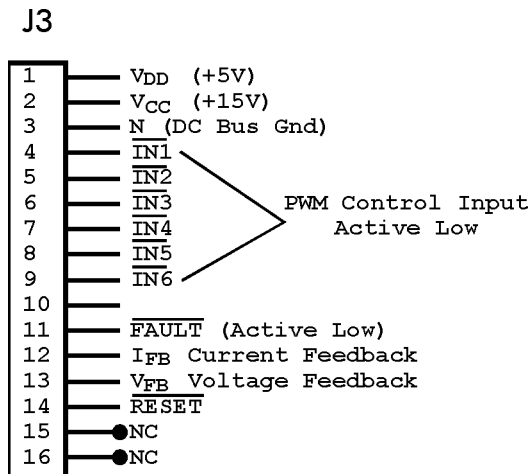 J3
1 VDD (+5V)
2 VCC (+15V)
3 N (DC Bus Gnd)
4 IN1
5 IN2
6 IN3
7 IN4
8 IN5
9 IN6
PWM Control Input
Active Low
10
11 FAULT (Active Low)
12 IFB Current Feedback
13 VFB Voltage Feedback
14 RESET
15 NC
16 NC